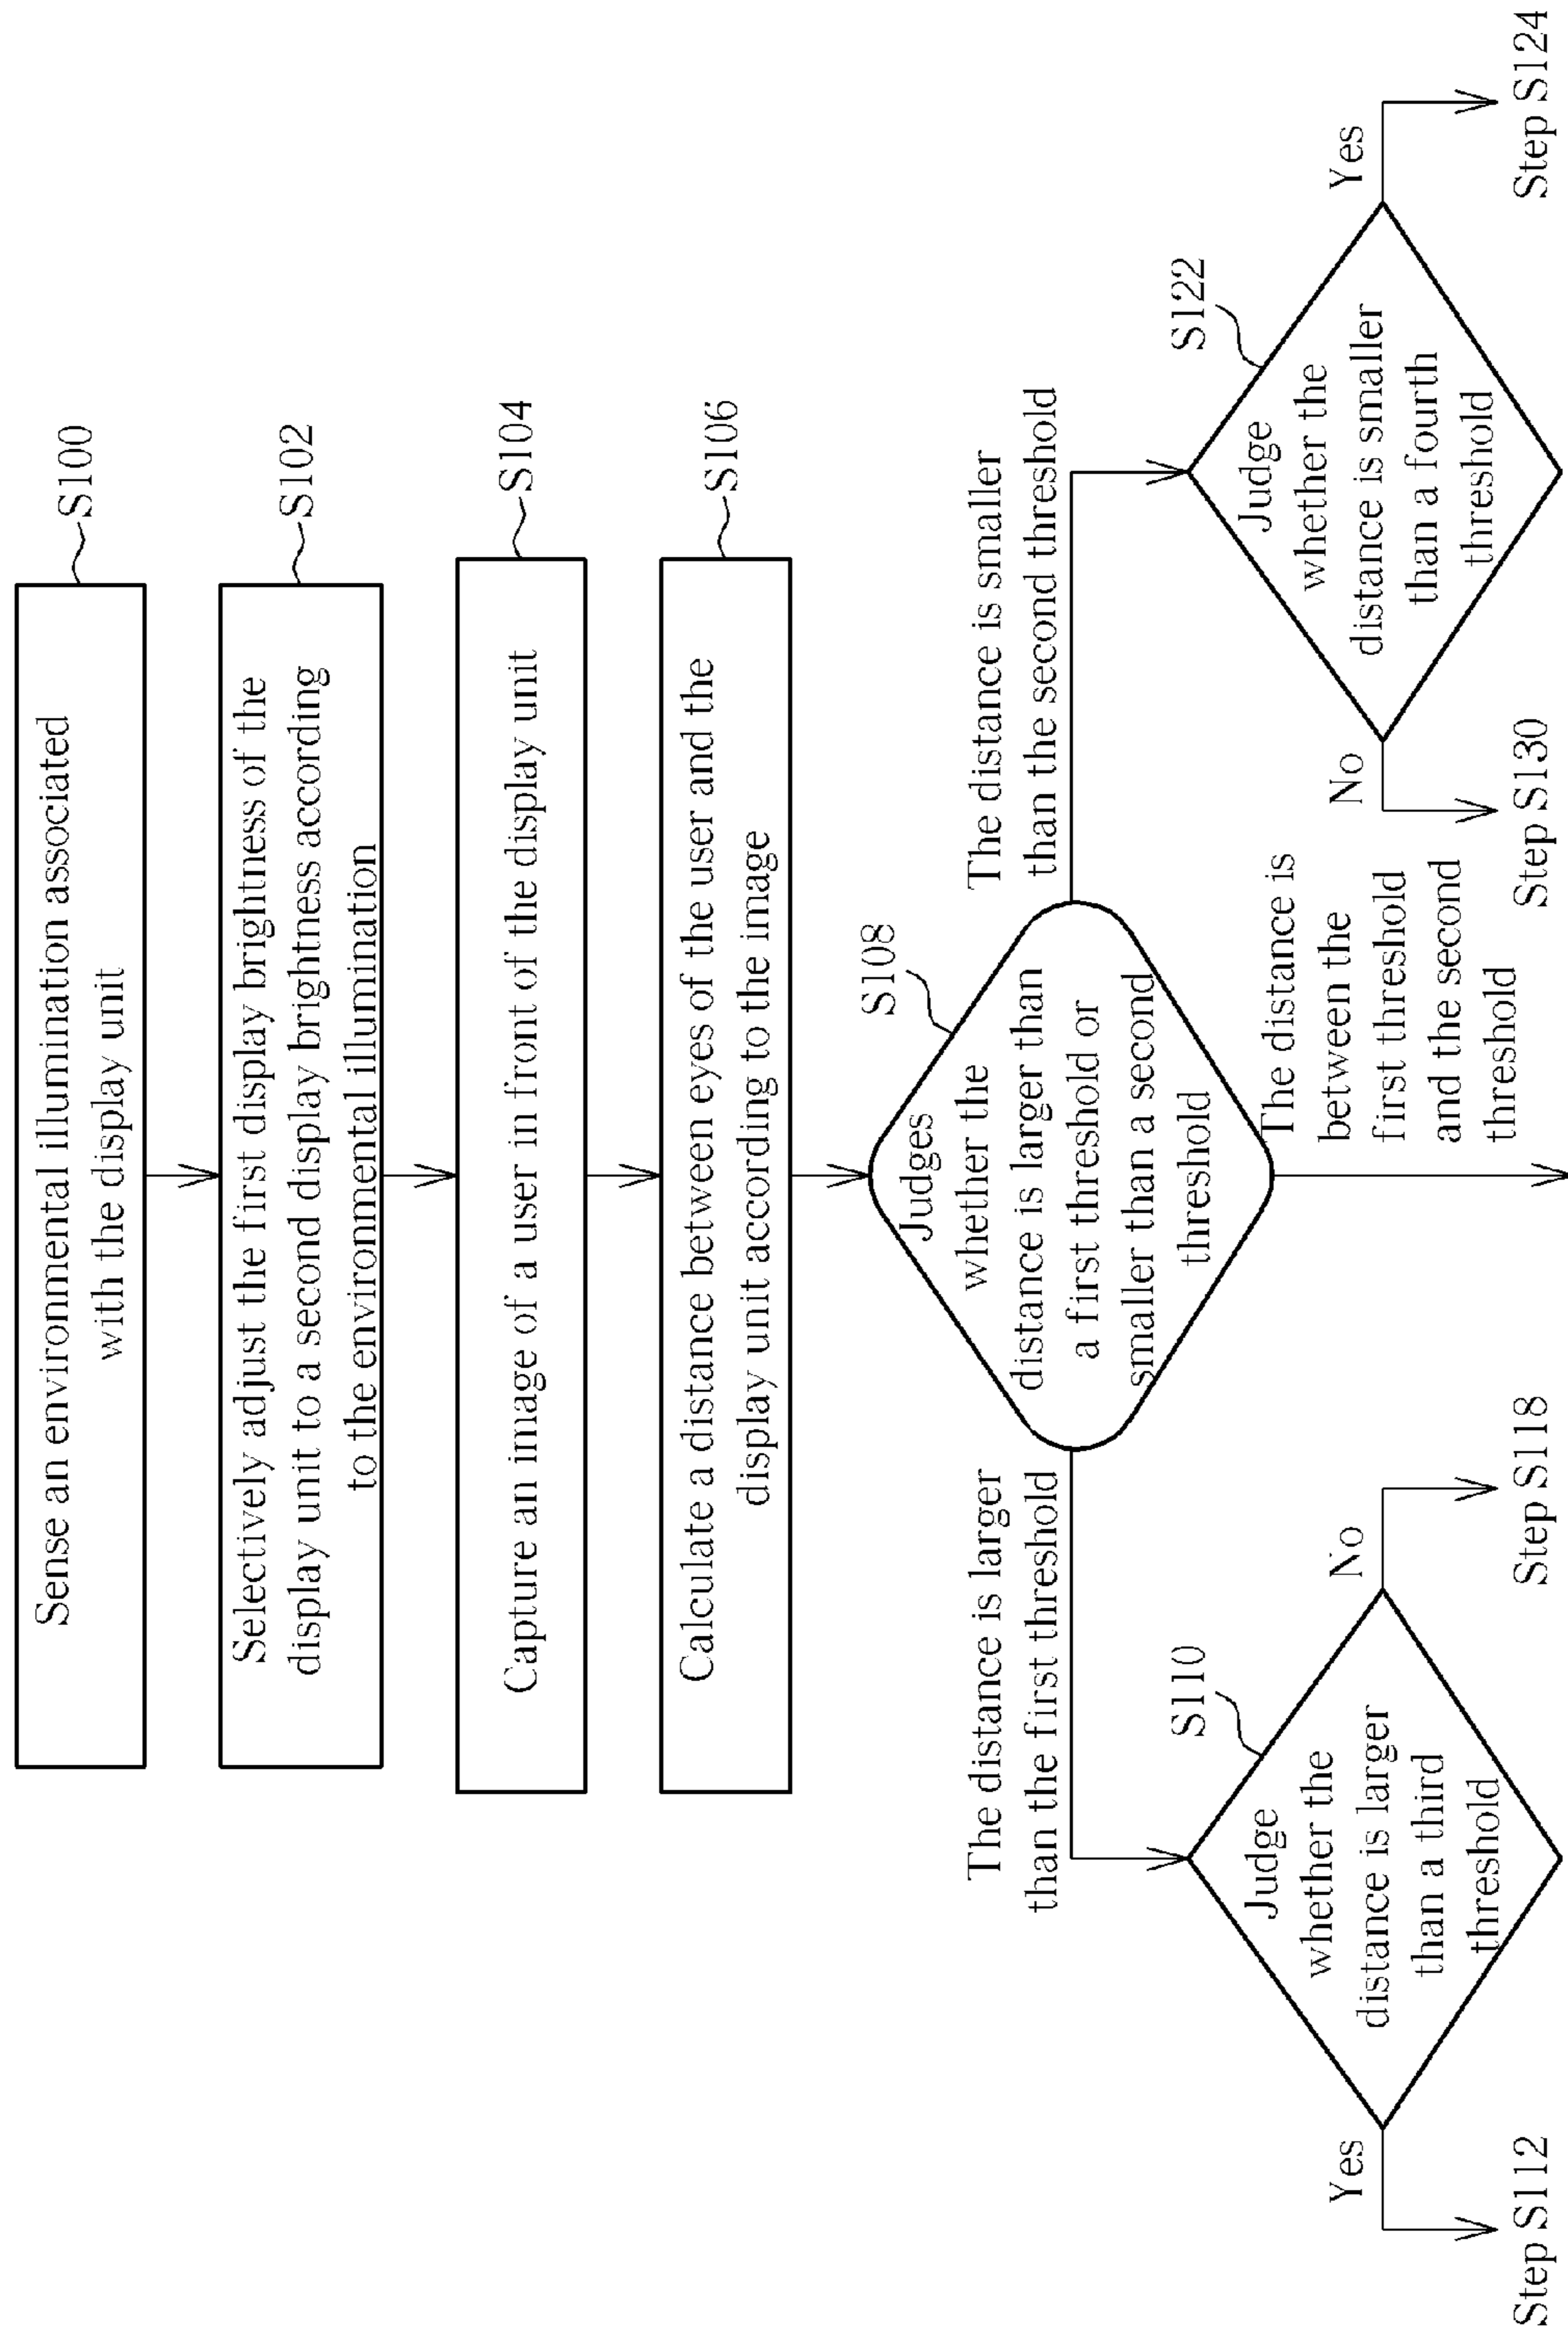 Sense an environmental illumination associated
with the display unit
S100
Selectively adjust the first display brightness of the
display unit to a second display brightness according
to the environmental illumination
S102
Capture an image of a user in front of the display unit
S104
Calculate a distance between eyes of the user and the
display unit according to the image
S106
Judges
whether the
distance is larger than
a first threshold or
smaller than a second
threshold
S108
The distance is larger
than the first threshold
The distance is smaller
than the second threshold
The distance is
between the
first threshold
and the second
threshold
Judge
whether the
distance is larger
than a third
threshold
S110
Yes
Step S112
No
Step S118
Judge
whether the
distance is smaller
than a fourth
threshold
S122
No
Step S130
Yes
Step S124